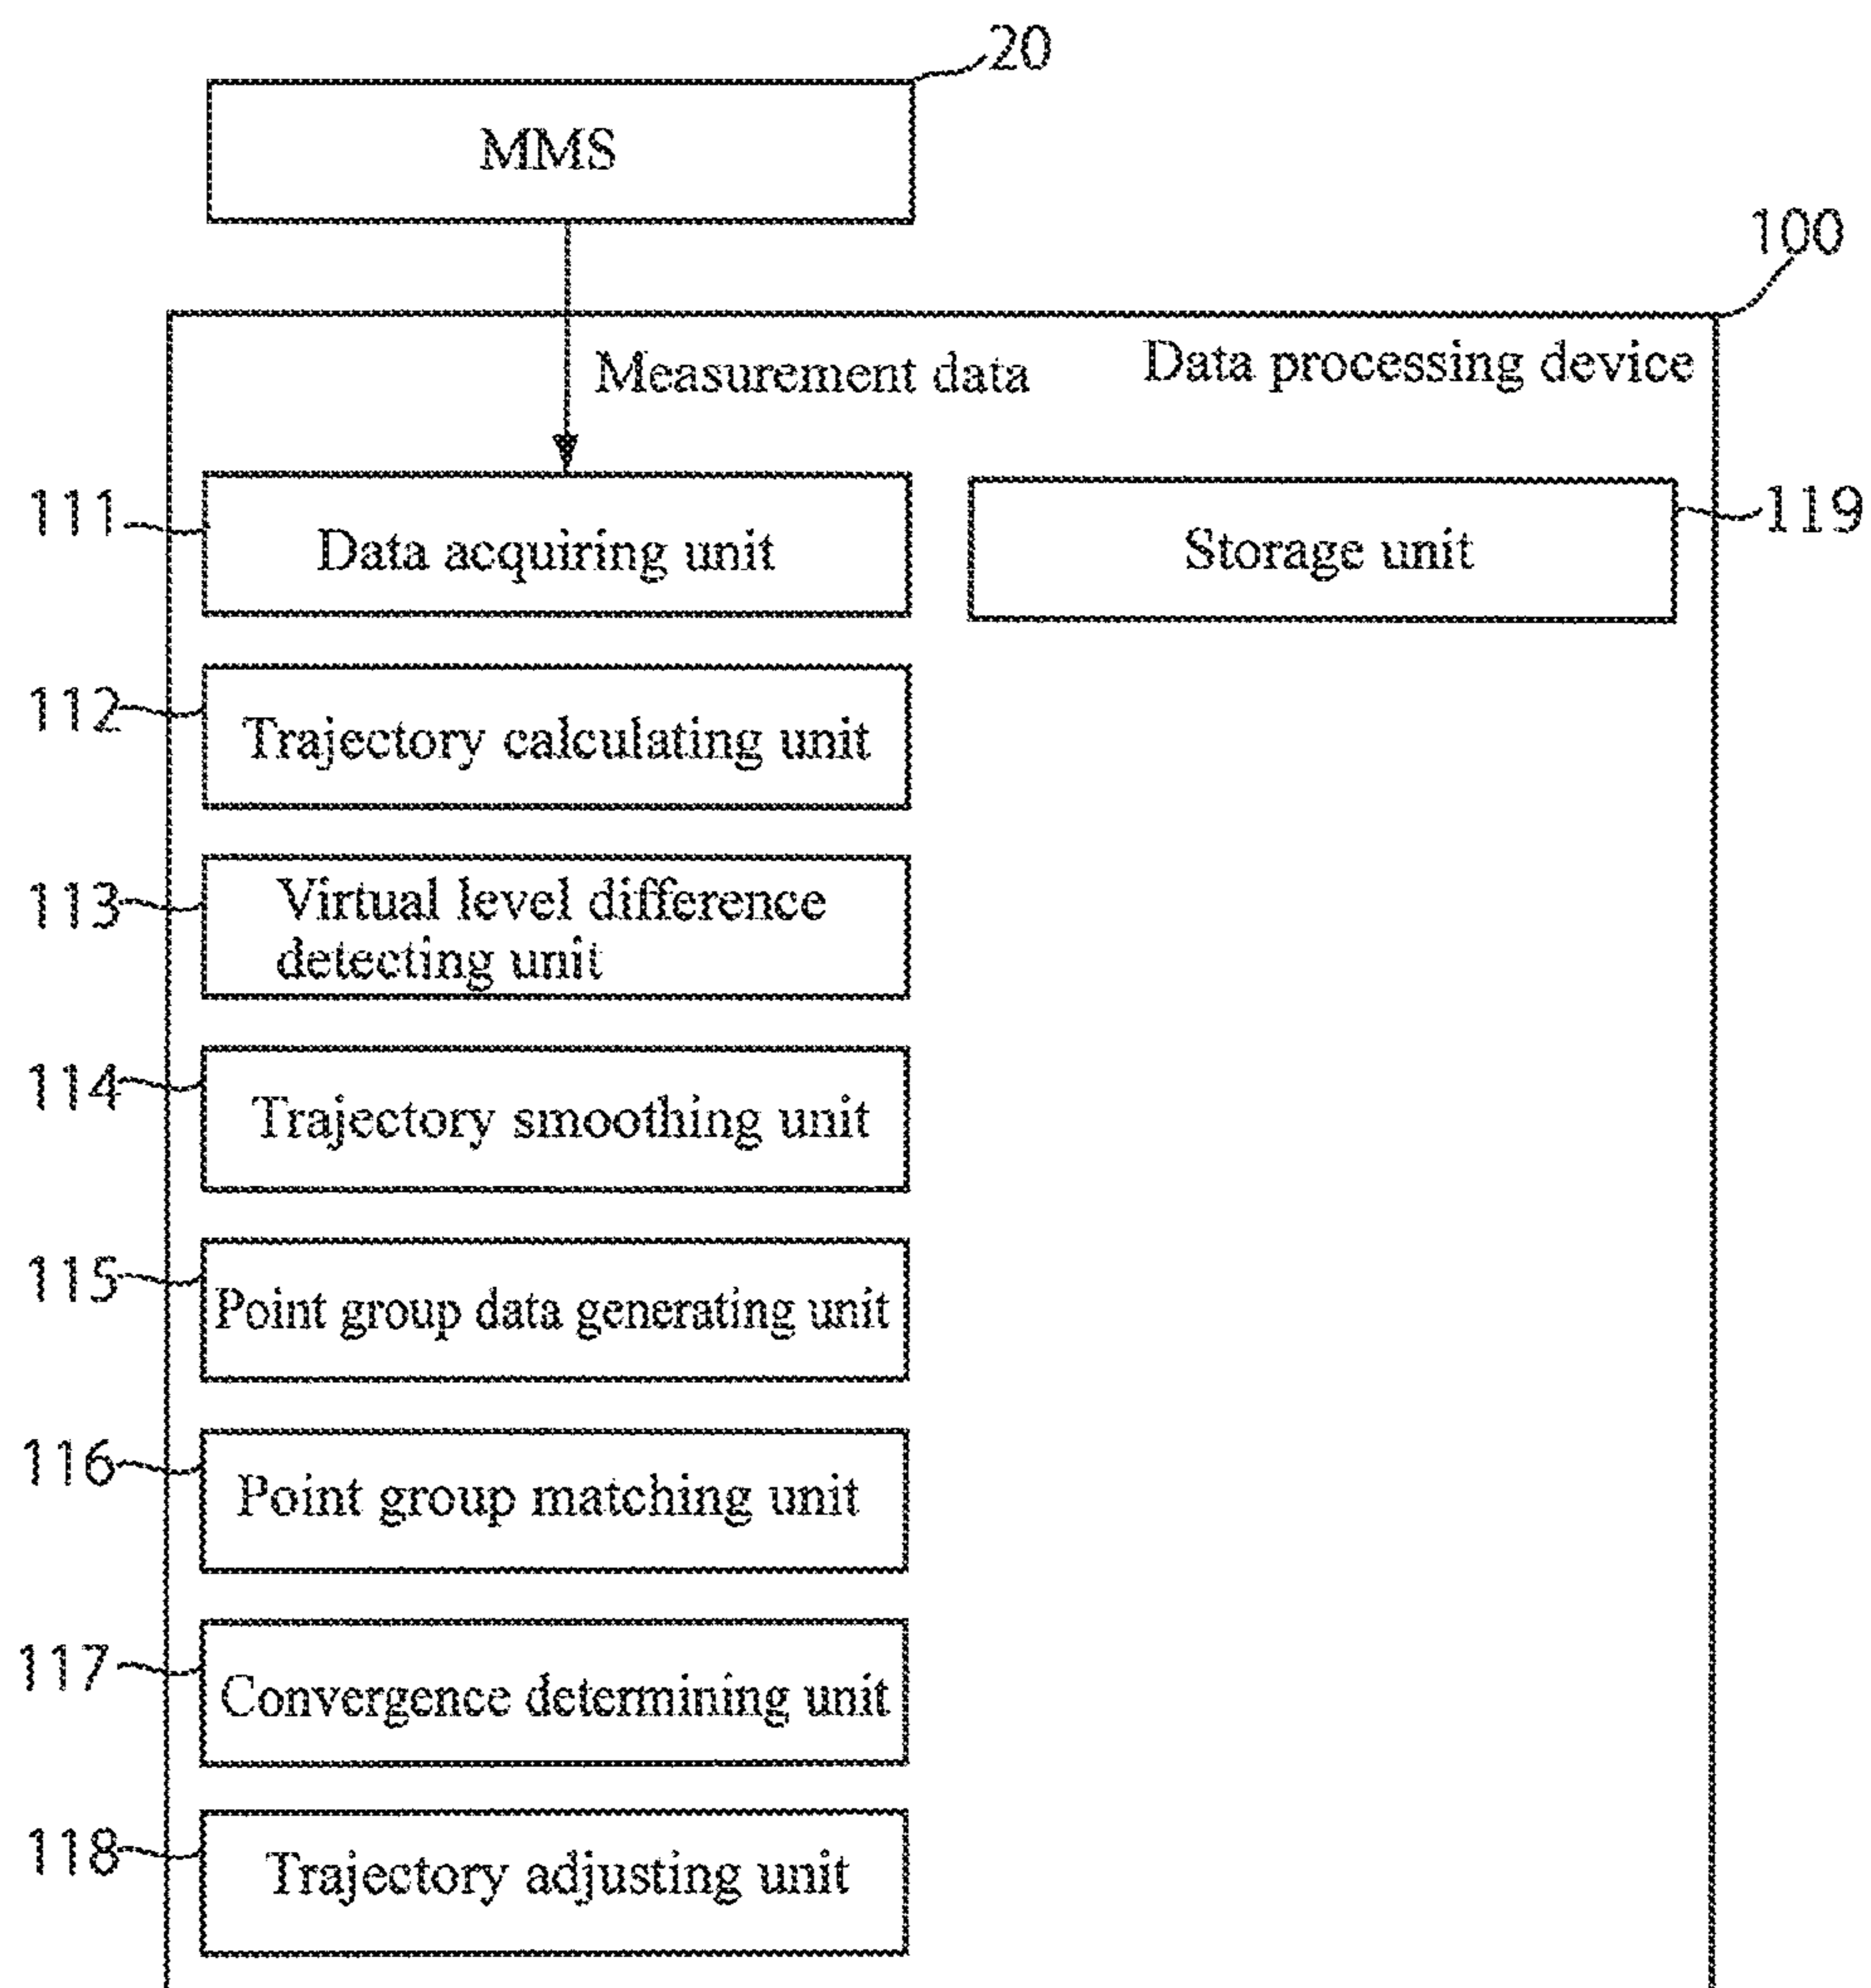 20
MMS
100
Measurement data
Data processing device
111
Data acquiring unit
Storage unit
119
112
Trajectory calculating unit
113
Virtual level difference
detecting unit
114
Trajectory smoothing unit
115
Point group data generating unit
116
Point group matching unit
117
Convergence determining unit
118
Trajectory adjusting unit